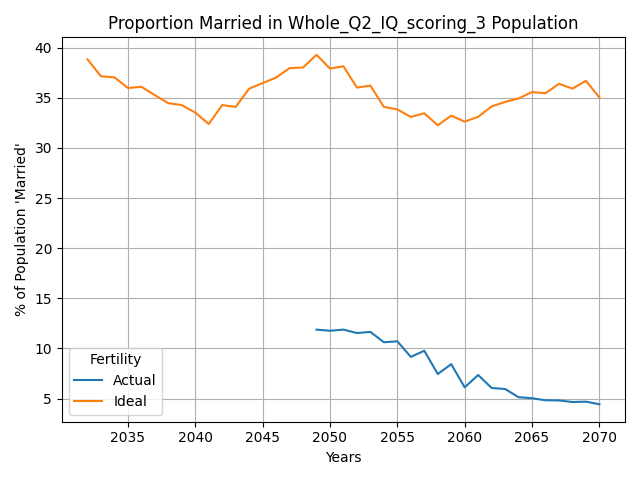 Proportion Married in Whole_Q2_IQ_scoring_3 Population
% of Population 'Married'
40
35
30
25
20
15
10
5
Fertility
Actual
Ideal
2035 2040 2045 2050 2055 2060 2065 2070
Years